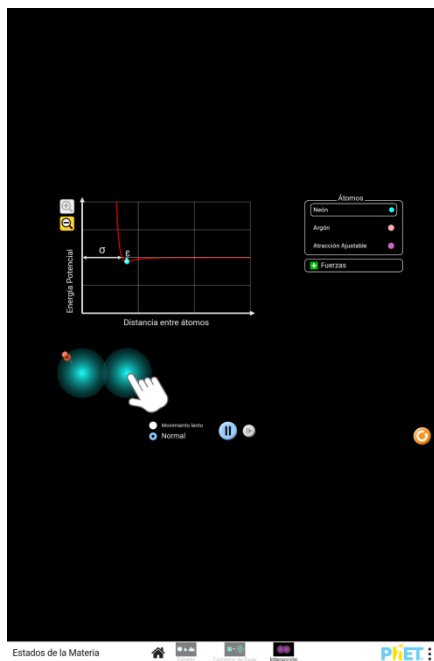 Átomos
Neón
Argón
Atracción Ajustable
Fuerzas
σ
ε
Energía Potencial
Distancia entre átomos
Movimiento lento
Normal
Estados de la Materia
Estado
Cambios de Fase
Interacción
PhET